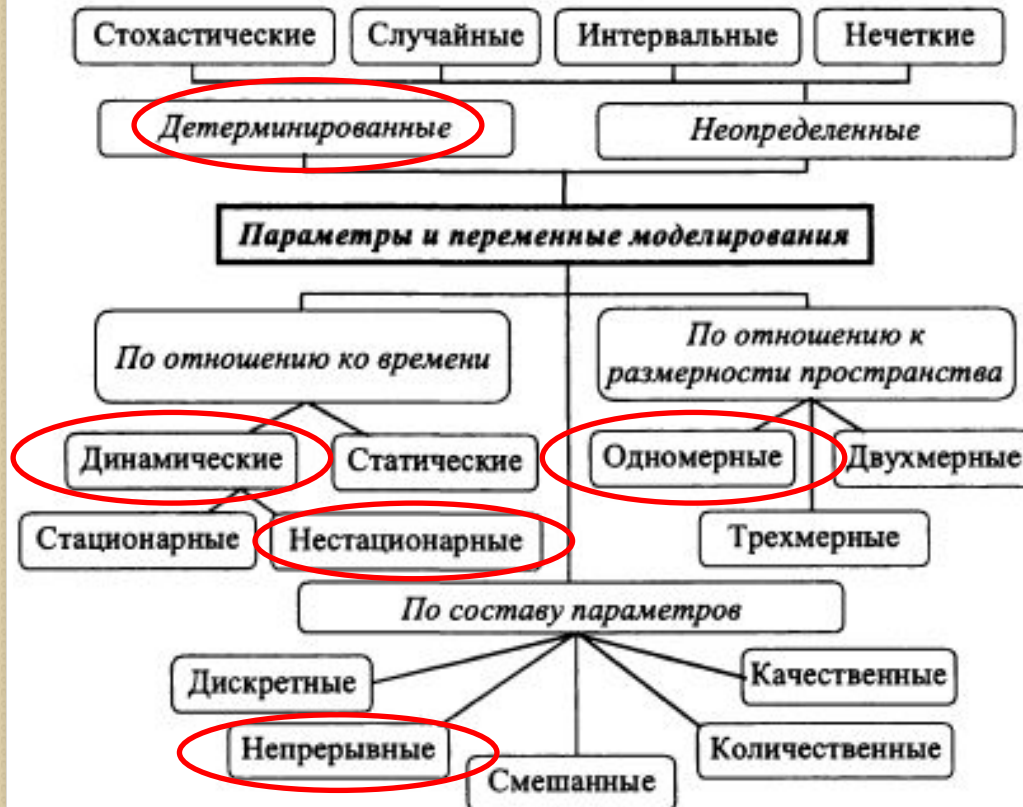 Стохастические Случайные Интервальные Нечеткие
Детерминированные Неопределенные
Параметры и переменные моделирования
По отношению ко времени
По отношению к
размерности пространства
Динамические Статические Одномерные Двухмерные
Стационарные Нестационарные Трехмерные
По составу параметров
Дискретные Качественные
Непрерывные Количественные
Смешанные